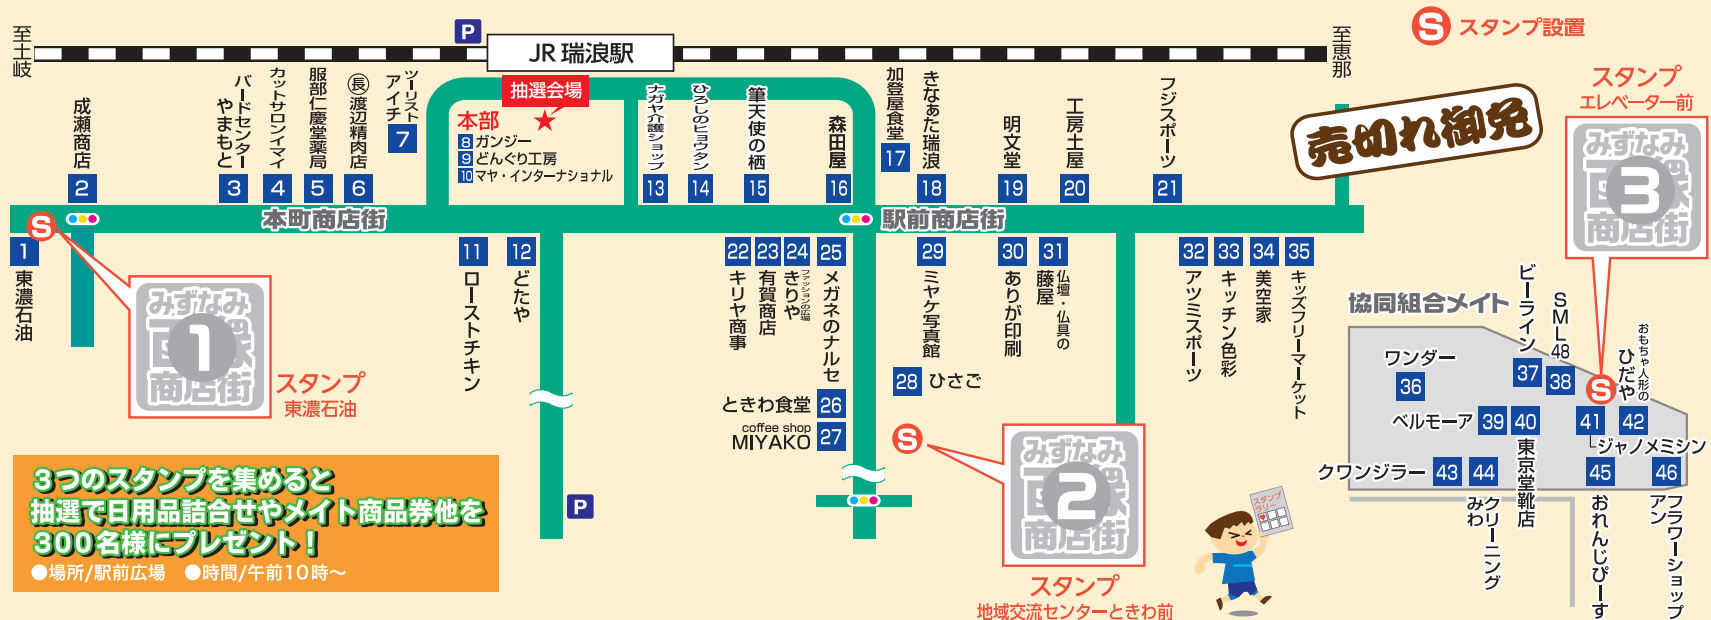 至土岐
P
JR 瑞浪駅
至恵那
S スタンプ設置
抽選会場
本部
8 ガンジー
9 どんぐり工房
10 マヤ・インターナショナル
成瀬商店
2
バードセンター
やまもと
3
カットサロンイマイ
4
服部仁慶堂薬局
5
長 渡辺精肉店
6
ツーリスト
アイチ
7
ナガヤ介護ショップ
13
ひろしのヒョウタン
14
筆天使の栖
15
森田屋
16
加登屋食堂
17
きなぁた瑞浪
18
明文堂
19
工房土屋
20
フジスポーツ
21
売切れ御免
スタンプ
エレベーター前
みずなみ
商店街
3
S
本町商店街
駅前商店街
1
東濃石油
11
ローストチキン
12
どたや
22
キリヤ商事
23
有賀商店
24
ファッションの広場
きりや
25
メガネのナルセ
ときわ食堂 26
coffee shop
MIYAKO 27
29
ミヤケ写真館
28 ひさご
30
ありが印刷
31
仏壇・仏具の
藤屋
32
アツミスポーツ
33
キッチン色彩
34
美空家
35
キッズフリーマーケット
みずなみ
商店街
1
スタンプ
東濃石油
P
S
みずなみ
商店街
2
スタンプ
地域交流センターときわ前
スタンプ
ラリー
協同組合メイト
ワンダー
36
ビーライン
37
SML48
38
S
おもちゃ人形の
ひだや
42
ベルモーア 39
40
東京堂靴店
41
ジャノメミシン
クワンジラー 43
44
クリーニング
みわ
45
おれんじぴーす
46
フラワーショップ
アン
3つのスタンプを集めると
抽選で日用品詰合せやメイト商品券他を
300名様にプレゼント！
●場所/駅前広場 ●時間/午前10時～